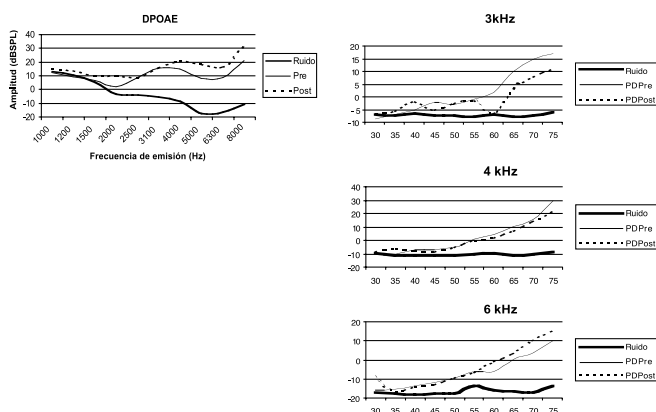 DPOAE
Amplitud (dBSPL)
40
30
20
10
0
-10
-20
1000
1200
1500
2000
2500
3100
4000
5000
6300
8000
Frecuencia de emisión (Hz)
Ruido
Pre
Post
3kHz
20
15
10
5
0
-5
-10
30 35 40 45 50 55 60 65 70 75
Ruido
PDPre
PDPost
4 kHz
40
30
20
10
0
-10
-20
30 35 40 45 50 55 60 65 70 75
Ruido
PDPre
PDPost
6 kHz
20
10
0
-10
-20
30 35 40 45 50 55 60 65 70 75
Ruido
PDPre
PDPost